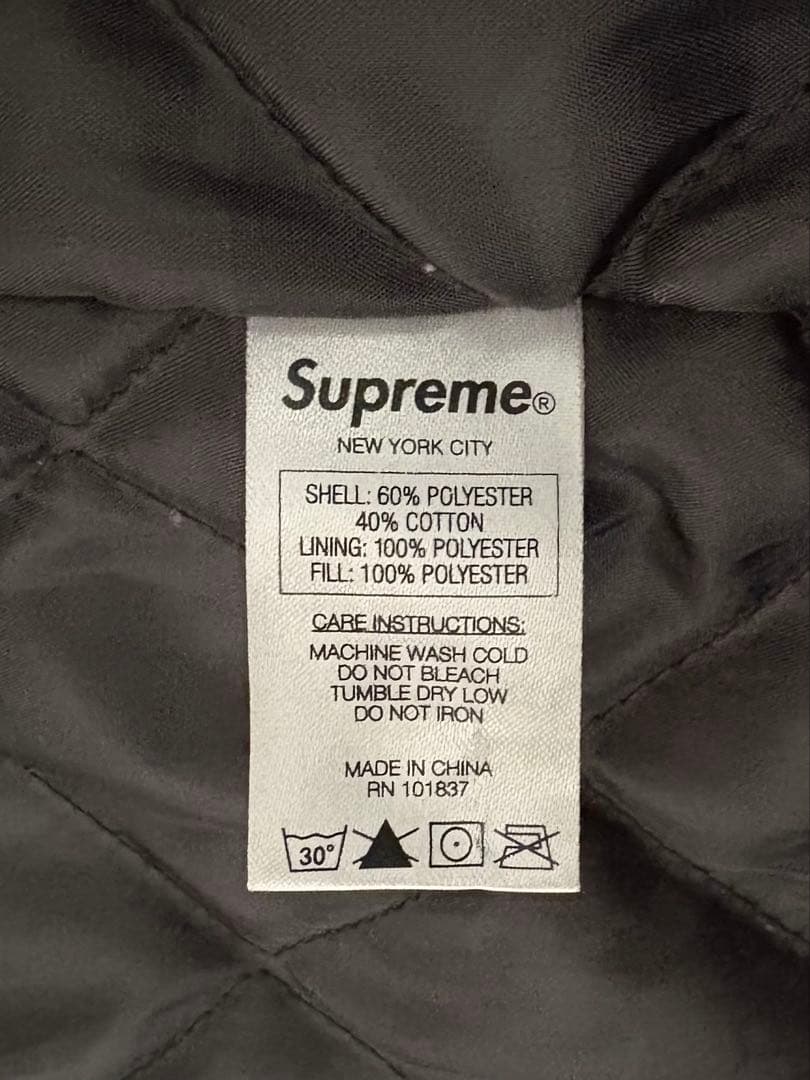 Supreme®
NEW YORK CITY
SHELL: 60% POLYESTER
40% COTTON
LINING: 100% POLYESTER
FILL: 100% POLYESTER
CARE INSTRUCTIONS:
MACHINE WASH COLD
DO NOT BLEACH
TUMBLE DRY LOW
DO NOT IRON
MADE IN CHINA
RN 101837
30°